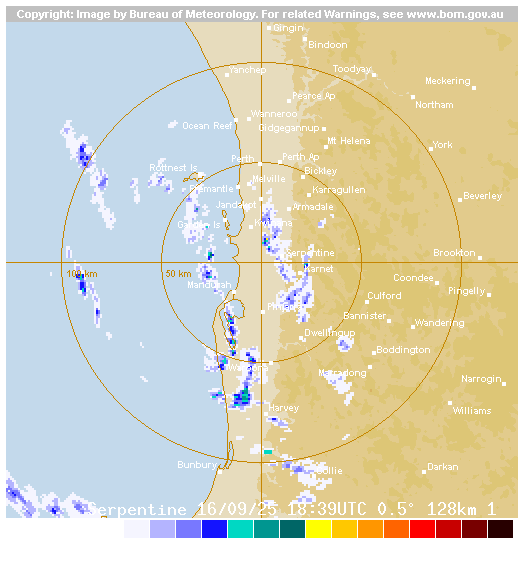 Copyright: Image by Bureau of Meteorology. For related Warnings, see www.bom.gov.au
Gingin
Bindoon
Yanchep
Toodyay
Meckering
Pearce Ap
Northam
Wanneroo
Ocean Reef
Gidgegannup
Mt Helena
York
Perth
Perth Ap
Rottnest Is
Bickley
Melville
Fremantle
Karragullen
Beverley
Jandakot
Armadale
Garden Is
Kwinana
Serpentine
Brookton
100 km
50 km
Karnet
Coondee
Mandurah
Pingelly
Culford
Pinjarra
Bannister
Wandering
Dwellingup
Boddington
Waroona
Marradong
Narrogin
Harvey
Williams
Bunbury
Collie
Darkan
Serpentine 16/09/25 18:39UTC 0.5° 128km 1